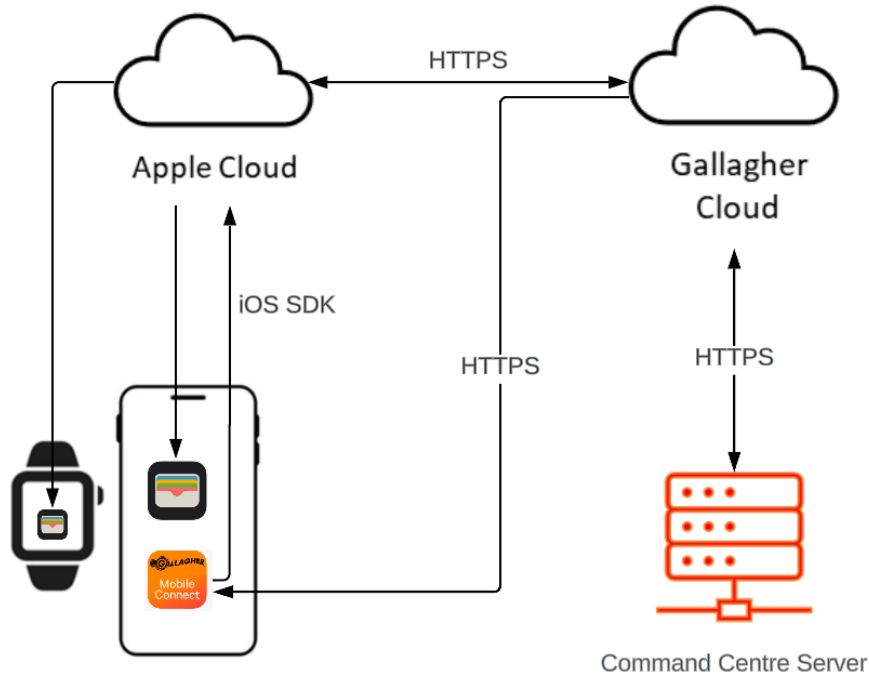 HTTPS
Apple Cloud
Gallagher
Cloud
iOS SDK
HTTPS
HTTPS
GALLAGHER
Mobile
Connect
Command Centre Server